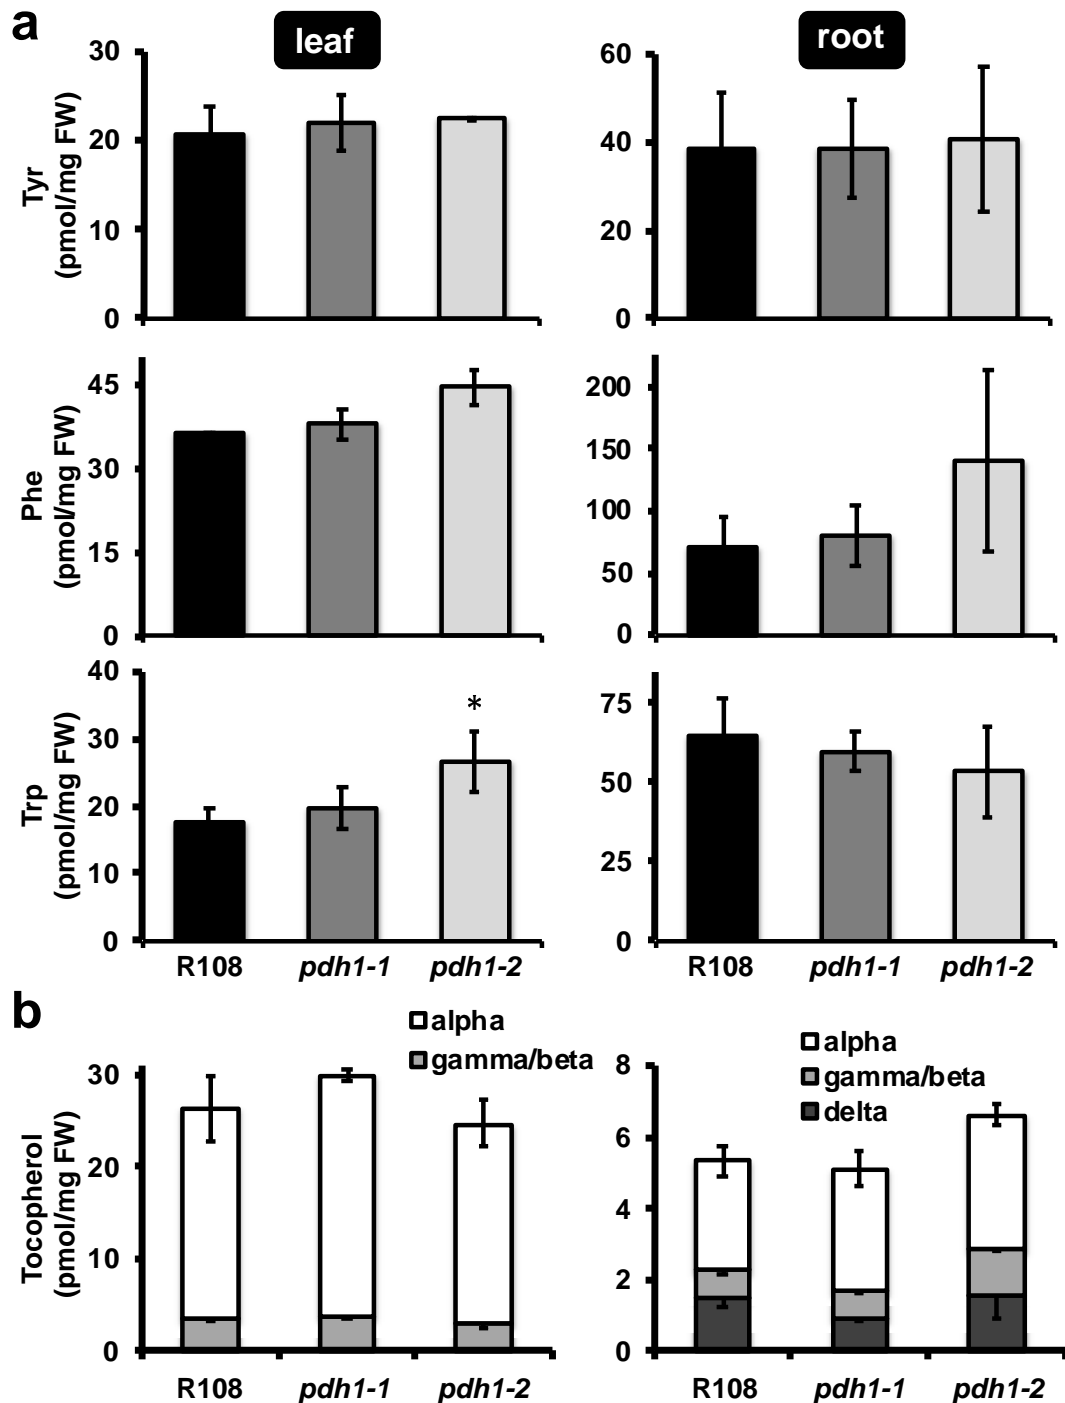 a
leaf
root
Tyr
(pmol/mg FW)
30
20
10
0
60
40
20
0
Phe
(pmol/mg FW)
45
30
15
0
200
150
100
50
0
Trp
(pmol/mg FW)
40
30
20
10
0
*
75
50
25
0
R108
pdh1-1
pdh1-2
R108
pdh1-1
pdh1-2
b
alpha
gamma/beta
alpha
gamma/beta
delta
Tocopherol
(pmol/mg FW)
30
20
10
0
8
6
4
2
0
R108
pdh1-1
pdh1-2
R108
pdh1-1
pdh1-2